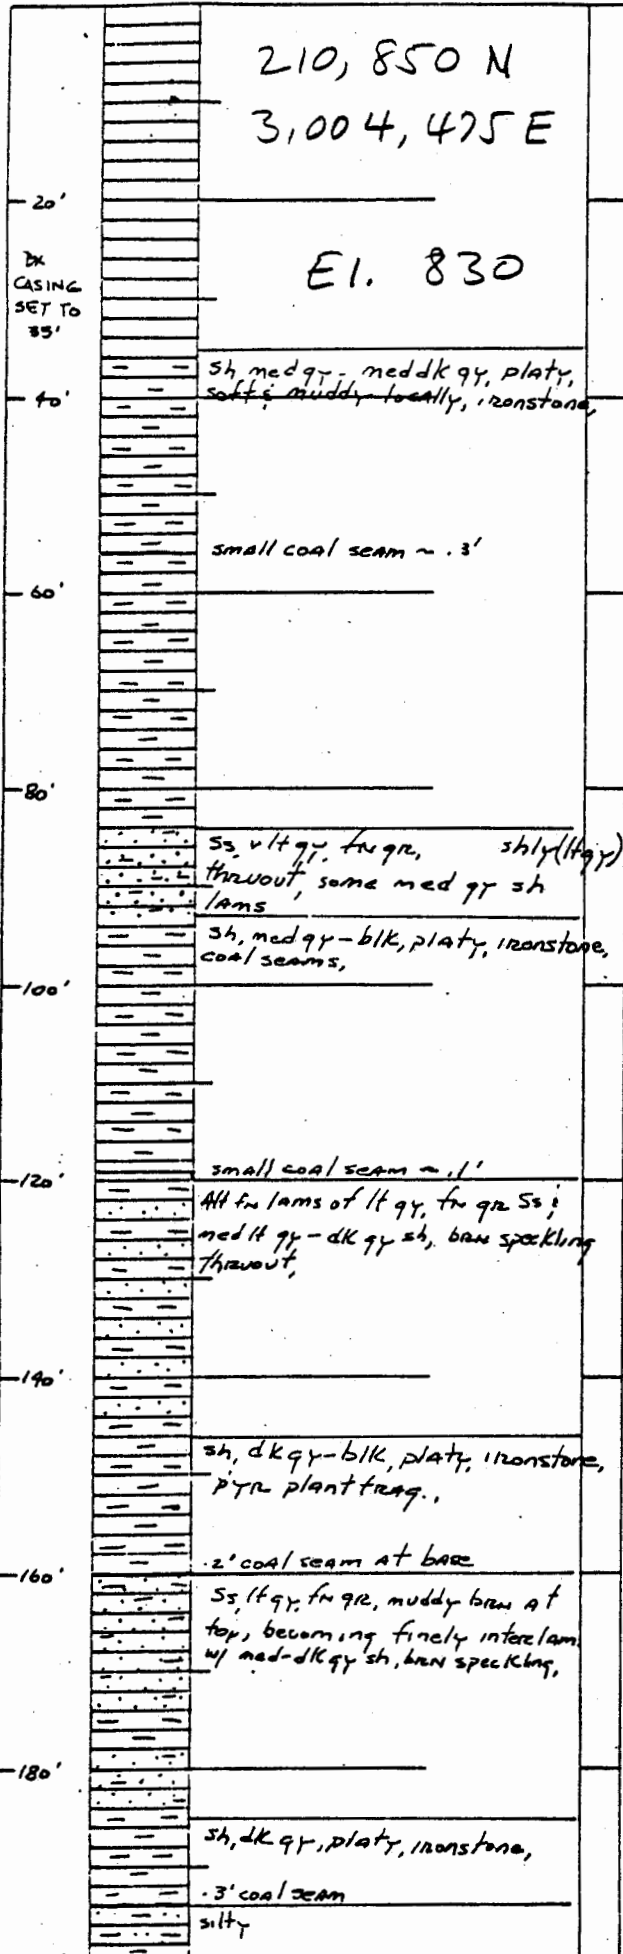 210,850 N
3,004,475 E
20'
BX
CASING
SET TO
35'
El. 830
sh, med gy - med dk gy, platy,
40'
soft & muddy locally, ironstone,
small coal seam ~ .3'
60'
80'
Ss, v lt gy, fn gr, shly (lt gy)
thruout, some med gy sh
lams
sh, med gy - blk, platy, ironstone,
coal seams,
100'
small coal seam ~ .1'
120'
Alt fn lams of lt gy, fn gr Ss &
med lt gy - dk gy sh, brn speckling
thruout,
140'
sh, dk gy - blk, platy, ironstone,
pyr plant frag.,
.2' coal seam at base
160'
Ss, lt gy, fn gr, muddy brn at
top, becoming finely interlam
w/ med-dk gy sh, brn speckling,
180'
sh, dk gy, platy, ironstone,
.3' coal seam
silty